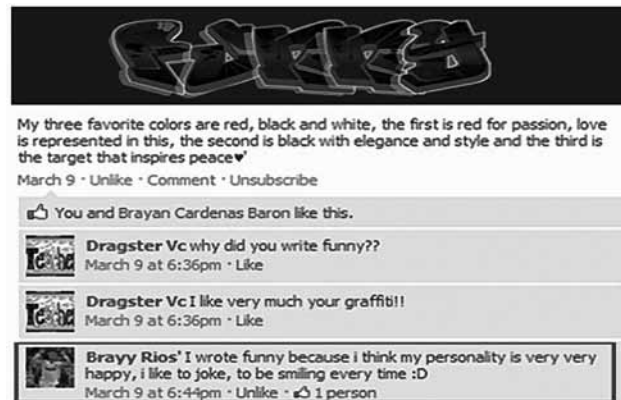 My three favorite colors are red, black and white, the first is red for passion, love
is represented in this, the second is black with elegance and style and the third is
the target that inspires peace♥'
March 9 · Unlike · Comment · Unsubscribe
You and Brayan Cardenas Baron like this.
Dragster Vc why did you write funny??
March 9 at 6:36pm · Like
Dragster Vc I like very much your graffiti!!
March 9 at 6:36pm · Like
Brayy Rios' I wrote funny because i think my personality is very very
happy, i like to joke, to be smiling every time :D
March 9 at 6:44pm · Unlike · 1 person